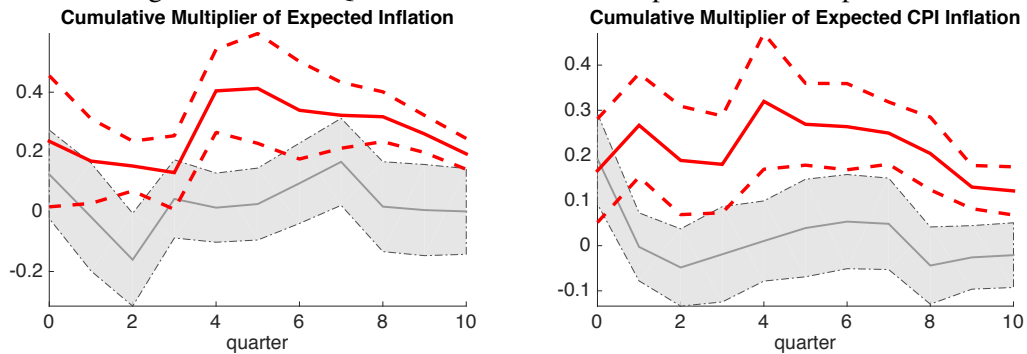 Cumulative Multiplier of Expected Inflation
0.4
0.2
0
-0.2
0 2 4 6 8 10
quarter
Cumulative Multiplier of Expected CPI Inflation
0.4
0.3
0.2
0.1
0
-0.1
0 2 4 6 8 10
quarter